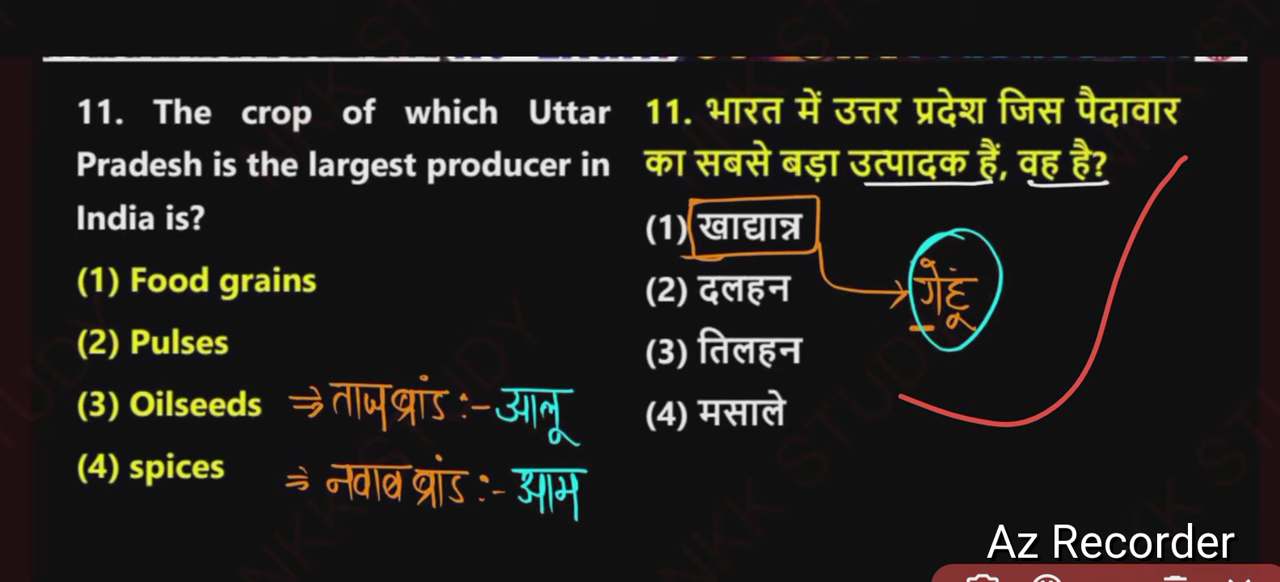 11. The crop of which Uttar
Pradesh is the largest producer in
India is?
(1) Food grains
(2) Pulses
(3) Oilseeds ⇒ ताज ब्रांड :- आलू
(4) spices ⇒ नवाब ब्रांड :- आम
11. भारत में उत्तर प्रदेश जिस पैदावार
का सबसे बड़ा उत्पादक हैं, वह है?
(1) खाद्यान्न → गेहूं
(2) दलहन
(3) तिलहन
(4) मसाले
Az Recorder